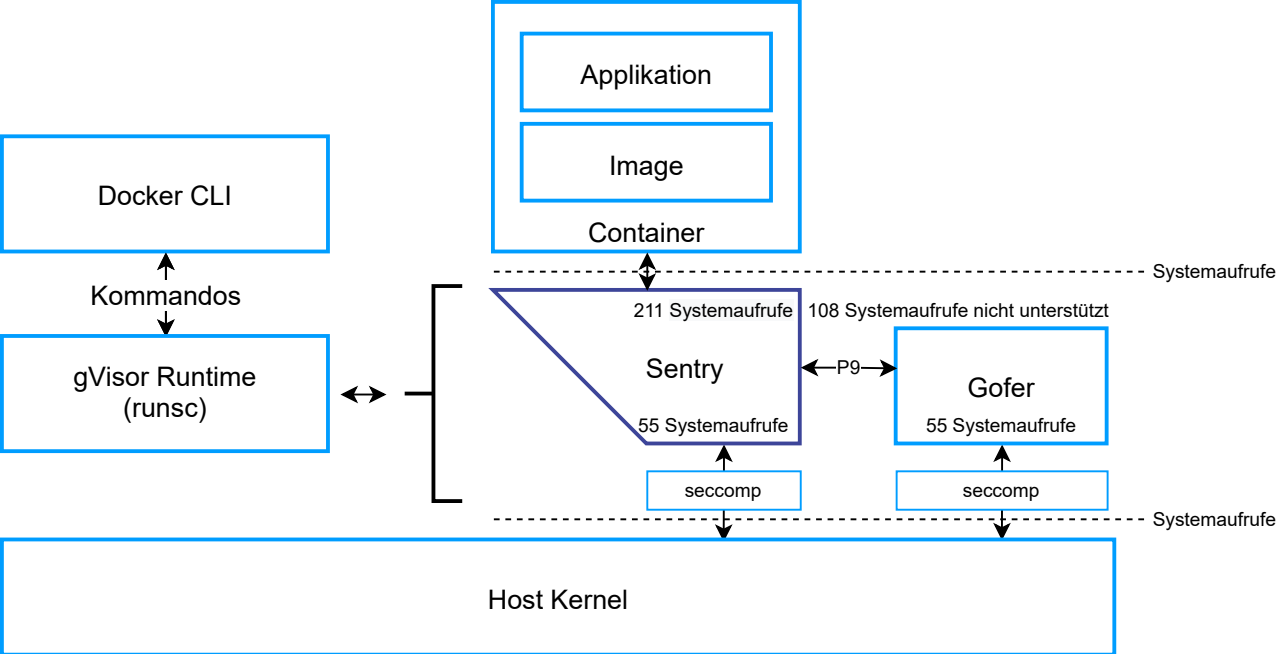 Applikation
Image
Container
Docker CLI
Kommandos
gVisor Runtime
(runsc)
Systemaufrufe
211 Systemaufrufe
108 Systemaufrufe nicht unterstützt
Sentry
P9
Gofer
55 Systemaufrufe
55 Systemaufrufe
seccomp
seccomp
Systemaufrufe
Host Kernel